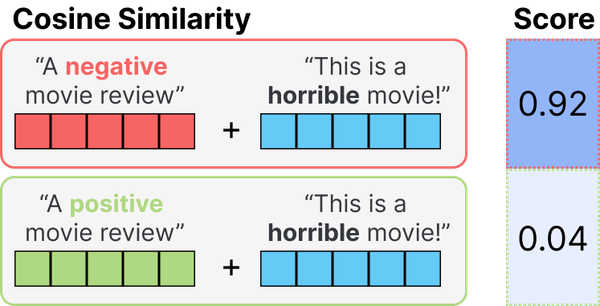 Cosine Similarity Score
“A negative “This is a
movie review” horrible movie!”
+
0.92
“A positive “This is a
movie review” horrible movie!”
+
0.04